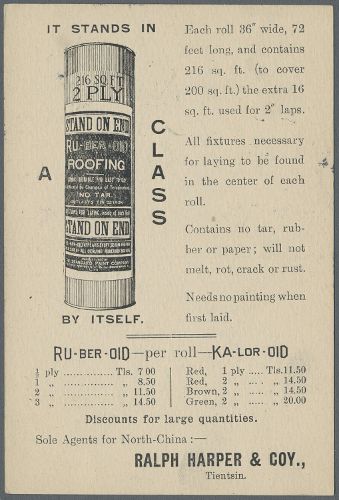 IT STANDS IN
A
CLASS
BY ITSELF.
216 SQ FT
2 PLY
STAND ON END
RU-BER-OID
ROOFING
NO TAR.
STAND ON END
STANDARD PAINT COMPANY
Each roll 36" wide, 72
feet long, and contains
216 sq. ft. (to cover
200 sq. ft.) the extra 16
sq. ft. used for 2" laps.
All fixtures necessary
for laying to be found
in the center of each
roll.
Contains no tar, rub-
ber or paper; will not
melt, rot, crack or rust.
Needs no painting when
first laid.
RU-BER-OID—per roll—KA-LOR-OID
½ ply ..... Tls. 7.00
1 „ ..... „ 8.50
2 „ ..... „ 11.50
3 „ ..... „ 14.50
Red, 1 ply ..... Tls. 11.50
Red, 2 „ ..... „ 14.50
Brown, 2 „ ..... „ 14.50
Green, 2 „ ..... „ 20.00
Discounts for large quantities.
Sole Agents for North-China :—
RALPH HARPER & COY.,
Tientsin.